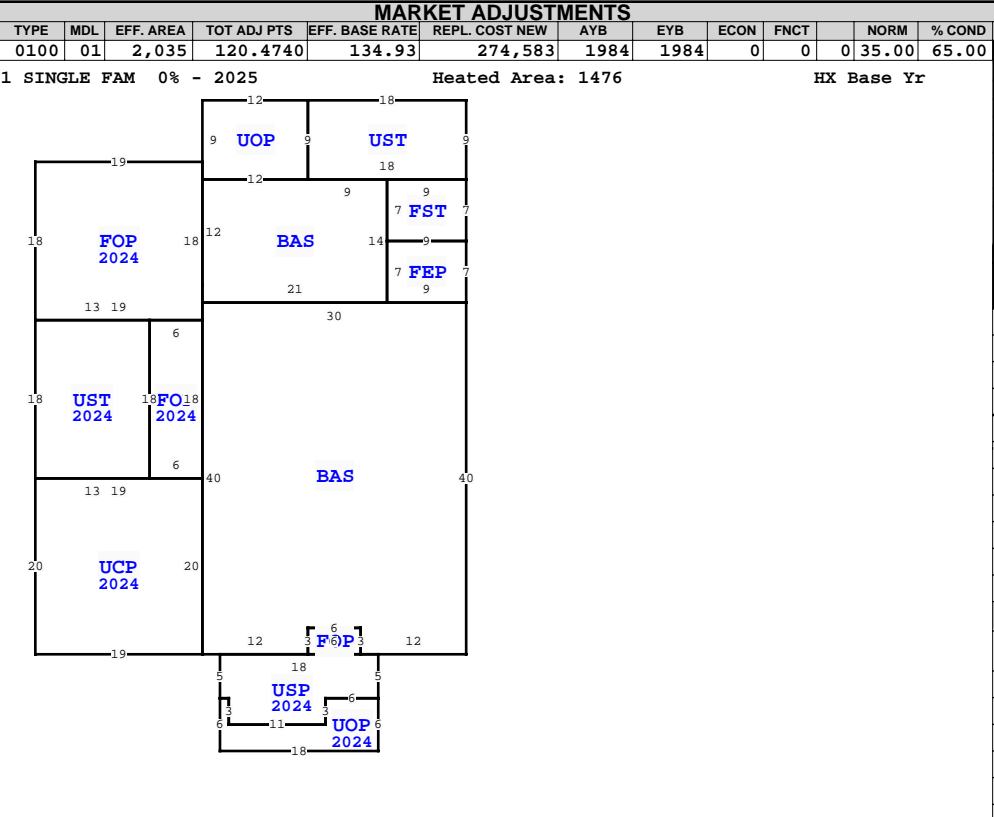 MARKET ADJUSTMENTS
TYPE MDL EFF. AREA TOT ADJ PTS EFF. BASE RATE REPL. COST NEW AYB EYB ECON FNCT NORM % COND
0100 01 2,035 120.4740 134.93 274,583 1984 1984 0 0 0 35.00 65.00
1 SINGLE FAM 0% - 2025 Heated Area: 1476 HX Base Yr
12 18
9 UOP 9 UST 9
19 18
12 9 9
7 FST 7
12
18 FOP 18 BAS 14 9
2024
7 FEP 7
21 9
13 19
30
6
18 UST 18 FO 18
2024 2024
6
40 BAS 40
13 19
20 UCP 20
2024
6
12 3 FOP 6 3 12
19
18
5 5
USP
2024 6
3 3
6 11 UOP 6
2024
18